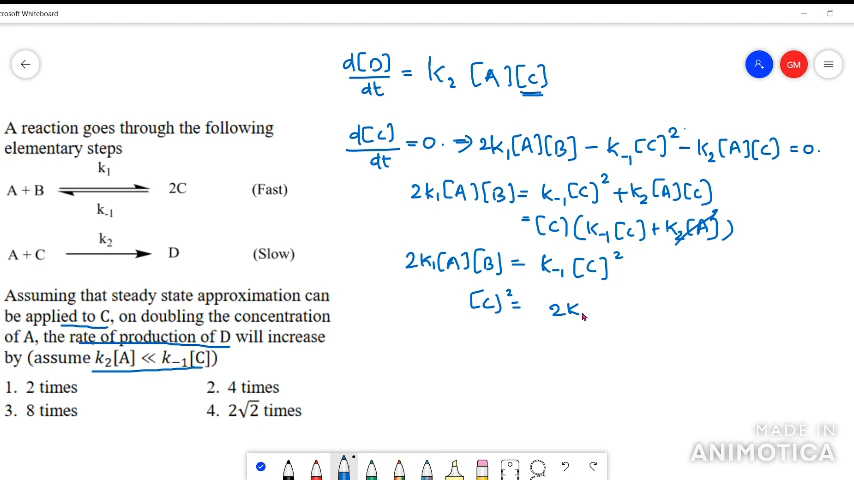 Microsoft Whiteboard
GM
d[D]/dt = k₂ [A][C]
d[C]/dt = 0. ⇒ 2k₁[A][B] − k₋₁[C]² − k₂[A][C] = 0.
2k₁[A][B] = k₋₁[C]² + k₂[A][C]
= [C](k₋₁[C] + k₂[A])
2k₁[A][B] = k₋₁[C]²
[C]² = 2k₁
A reaction goes through the following
elementary steps
k₁
A + B ⇌ 2C (Fast)
k₋₁
k₂
A + C ⟶ D (Slow)
Assuming that steady state approximation can
be applied to C, on doubling the concentration
of A, the rate of production of D will increase
by (assume k₂[A] ≪ k₋₁[C])
1. 2 times 2. 4 times
3. 8 times 4. 2√2 times
MADE IN
ANIMOTICA